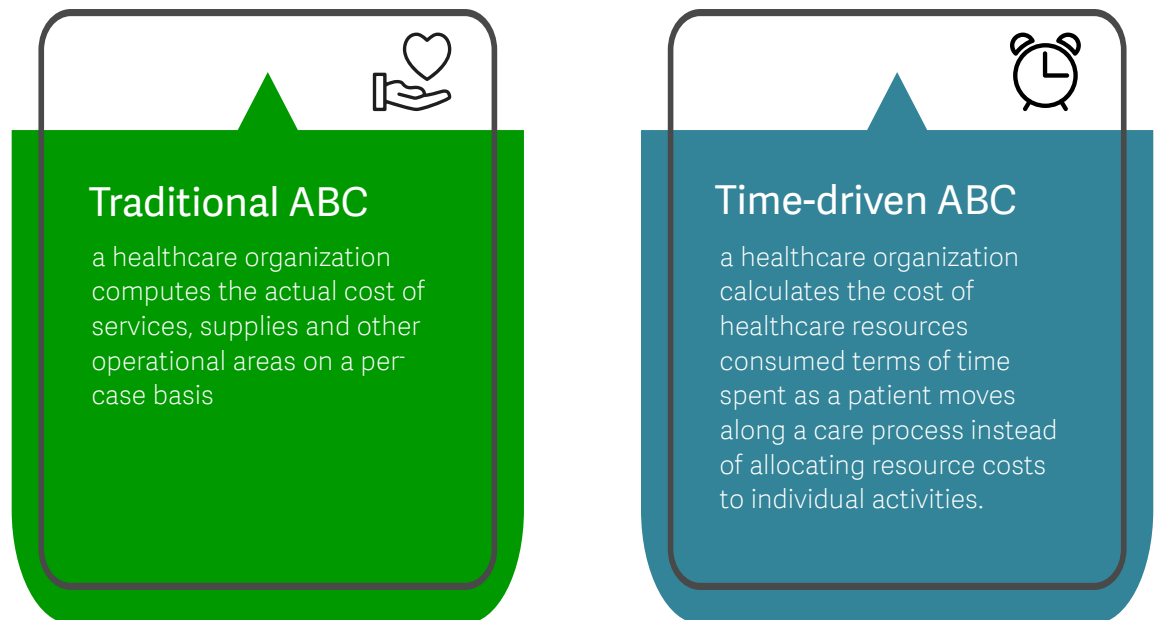 Traditional ABC
a healthcare organization
computes the actual cost of
services, supplies and other
operational areas on a per-
case basis
Time-driven ABC
a healthcare organization
calculates the cost of
healthcare resources
consumed terms of time
spent as a patient moves
along a care process instead
of allocating resource costs
to individual activities.